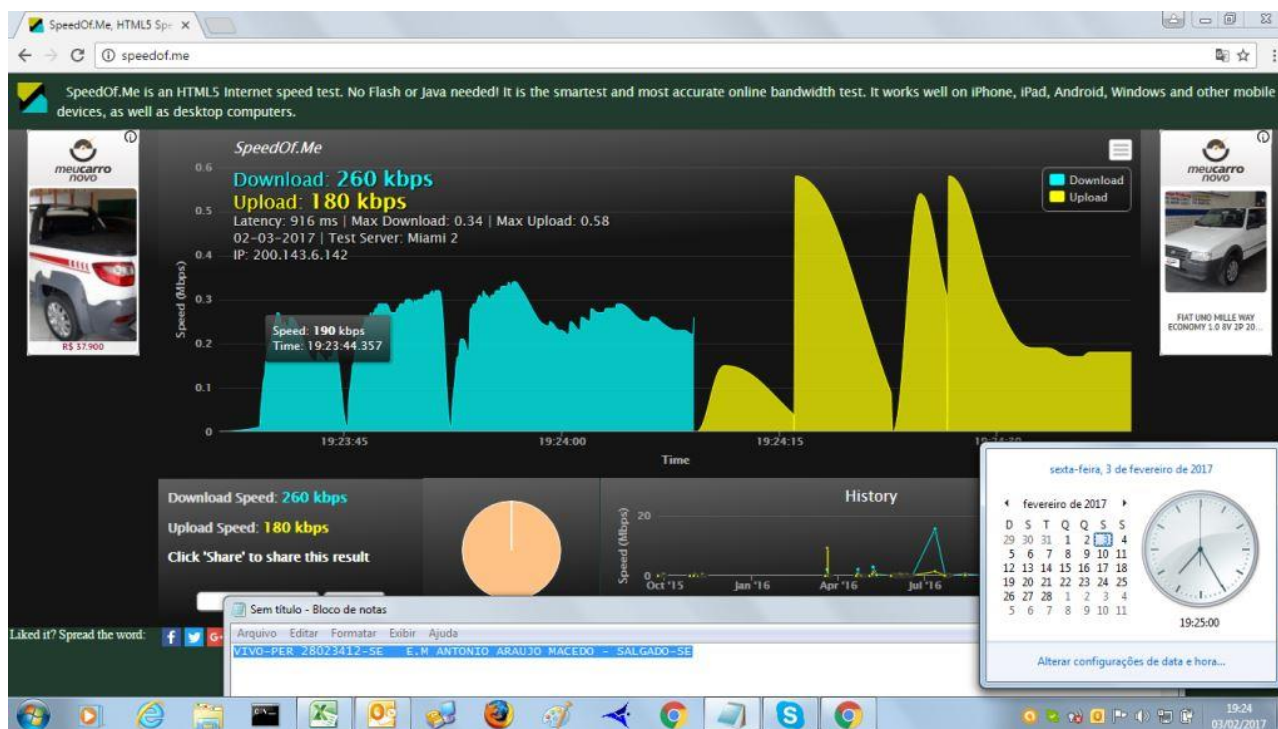 SpeedOf.Me, HTML5 Spe
speedof.me
SpeedOf.Me is an HTML5 Internet speed test. No Flash or Java needed! It is the smartest and most accurate online bandwidth test. It works well on iPhone, iPad, Android, Windows and other mobile
devices, as well as desktop computers.
meucarro
novo
R$ 37.900
SpeedOf.Me
Download: 260 kbps
Upload: 180 kbps
Latency: 916 ms | Max Download: 0.34 | Max Upload: 0.58
02-03-2017 | Test Server: Miami 2
IP: 200.143.6.142
Download
Upload
Speed (Mbps)
0.6
0.5
0.4
0.3
0.2
0.1
0
Speed: 190 kbps
Time: 19:23:44.357
19:23:45 19:24:00 19:24:15 19:24:30
Time
meucarro
novo
FIAT UNO MILLE WAY
ECONOMY 1.0 8V 2P 20...
Download Speed: 260 kbps
Upload Speed: 180 kbps
Click 'Share' to share this result
History
Speed (Mbps)
20
0
Oct '15 Jan '16 Apr '16 Jul '16
sexta-feira, 3 de fevereiro de 2017
fevereiro de 2017
D S T Q Q S S
29 30 31 1 2 3 4
5 6 7 8 9 10 11
12 13 14 15 16 17 18
19 20 21 22 23 24 25
26 27 28 1 2 3 4
5 6 7 8 9 10 11
19:25:00
Alterar configurações de data e hora...
Liked it? Spread the word:
Sem título - Bloco de notas
Arquivo Editar Formatar Exibir Ajuda
VIVO-PER 28023412-SE E.M ANTONIO ARAUJO MACEDO - SALGADO-SE
19:24
03/02/2017